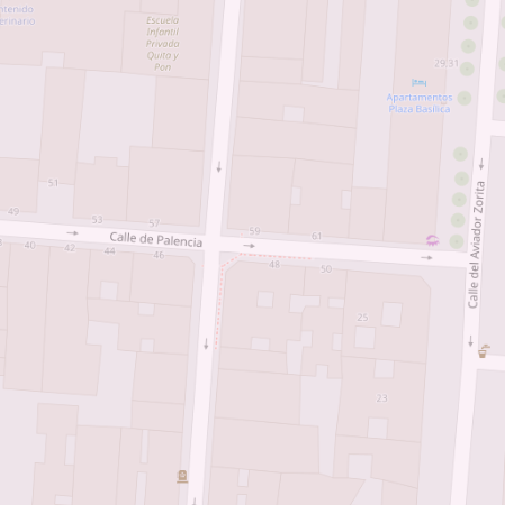 Escuela
Infantil
Privada
Quita y
Pon
29;31
Apartamentos
Plaza Basílica
51
49
53
57
59
61
Calle de Palencia
40
42
44
46
48
50
Calle del Aviador Zorita
25
23